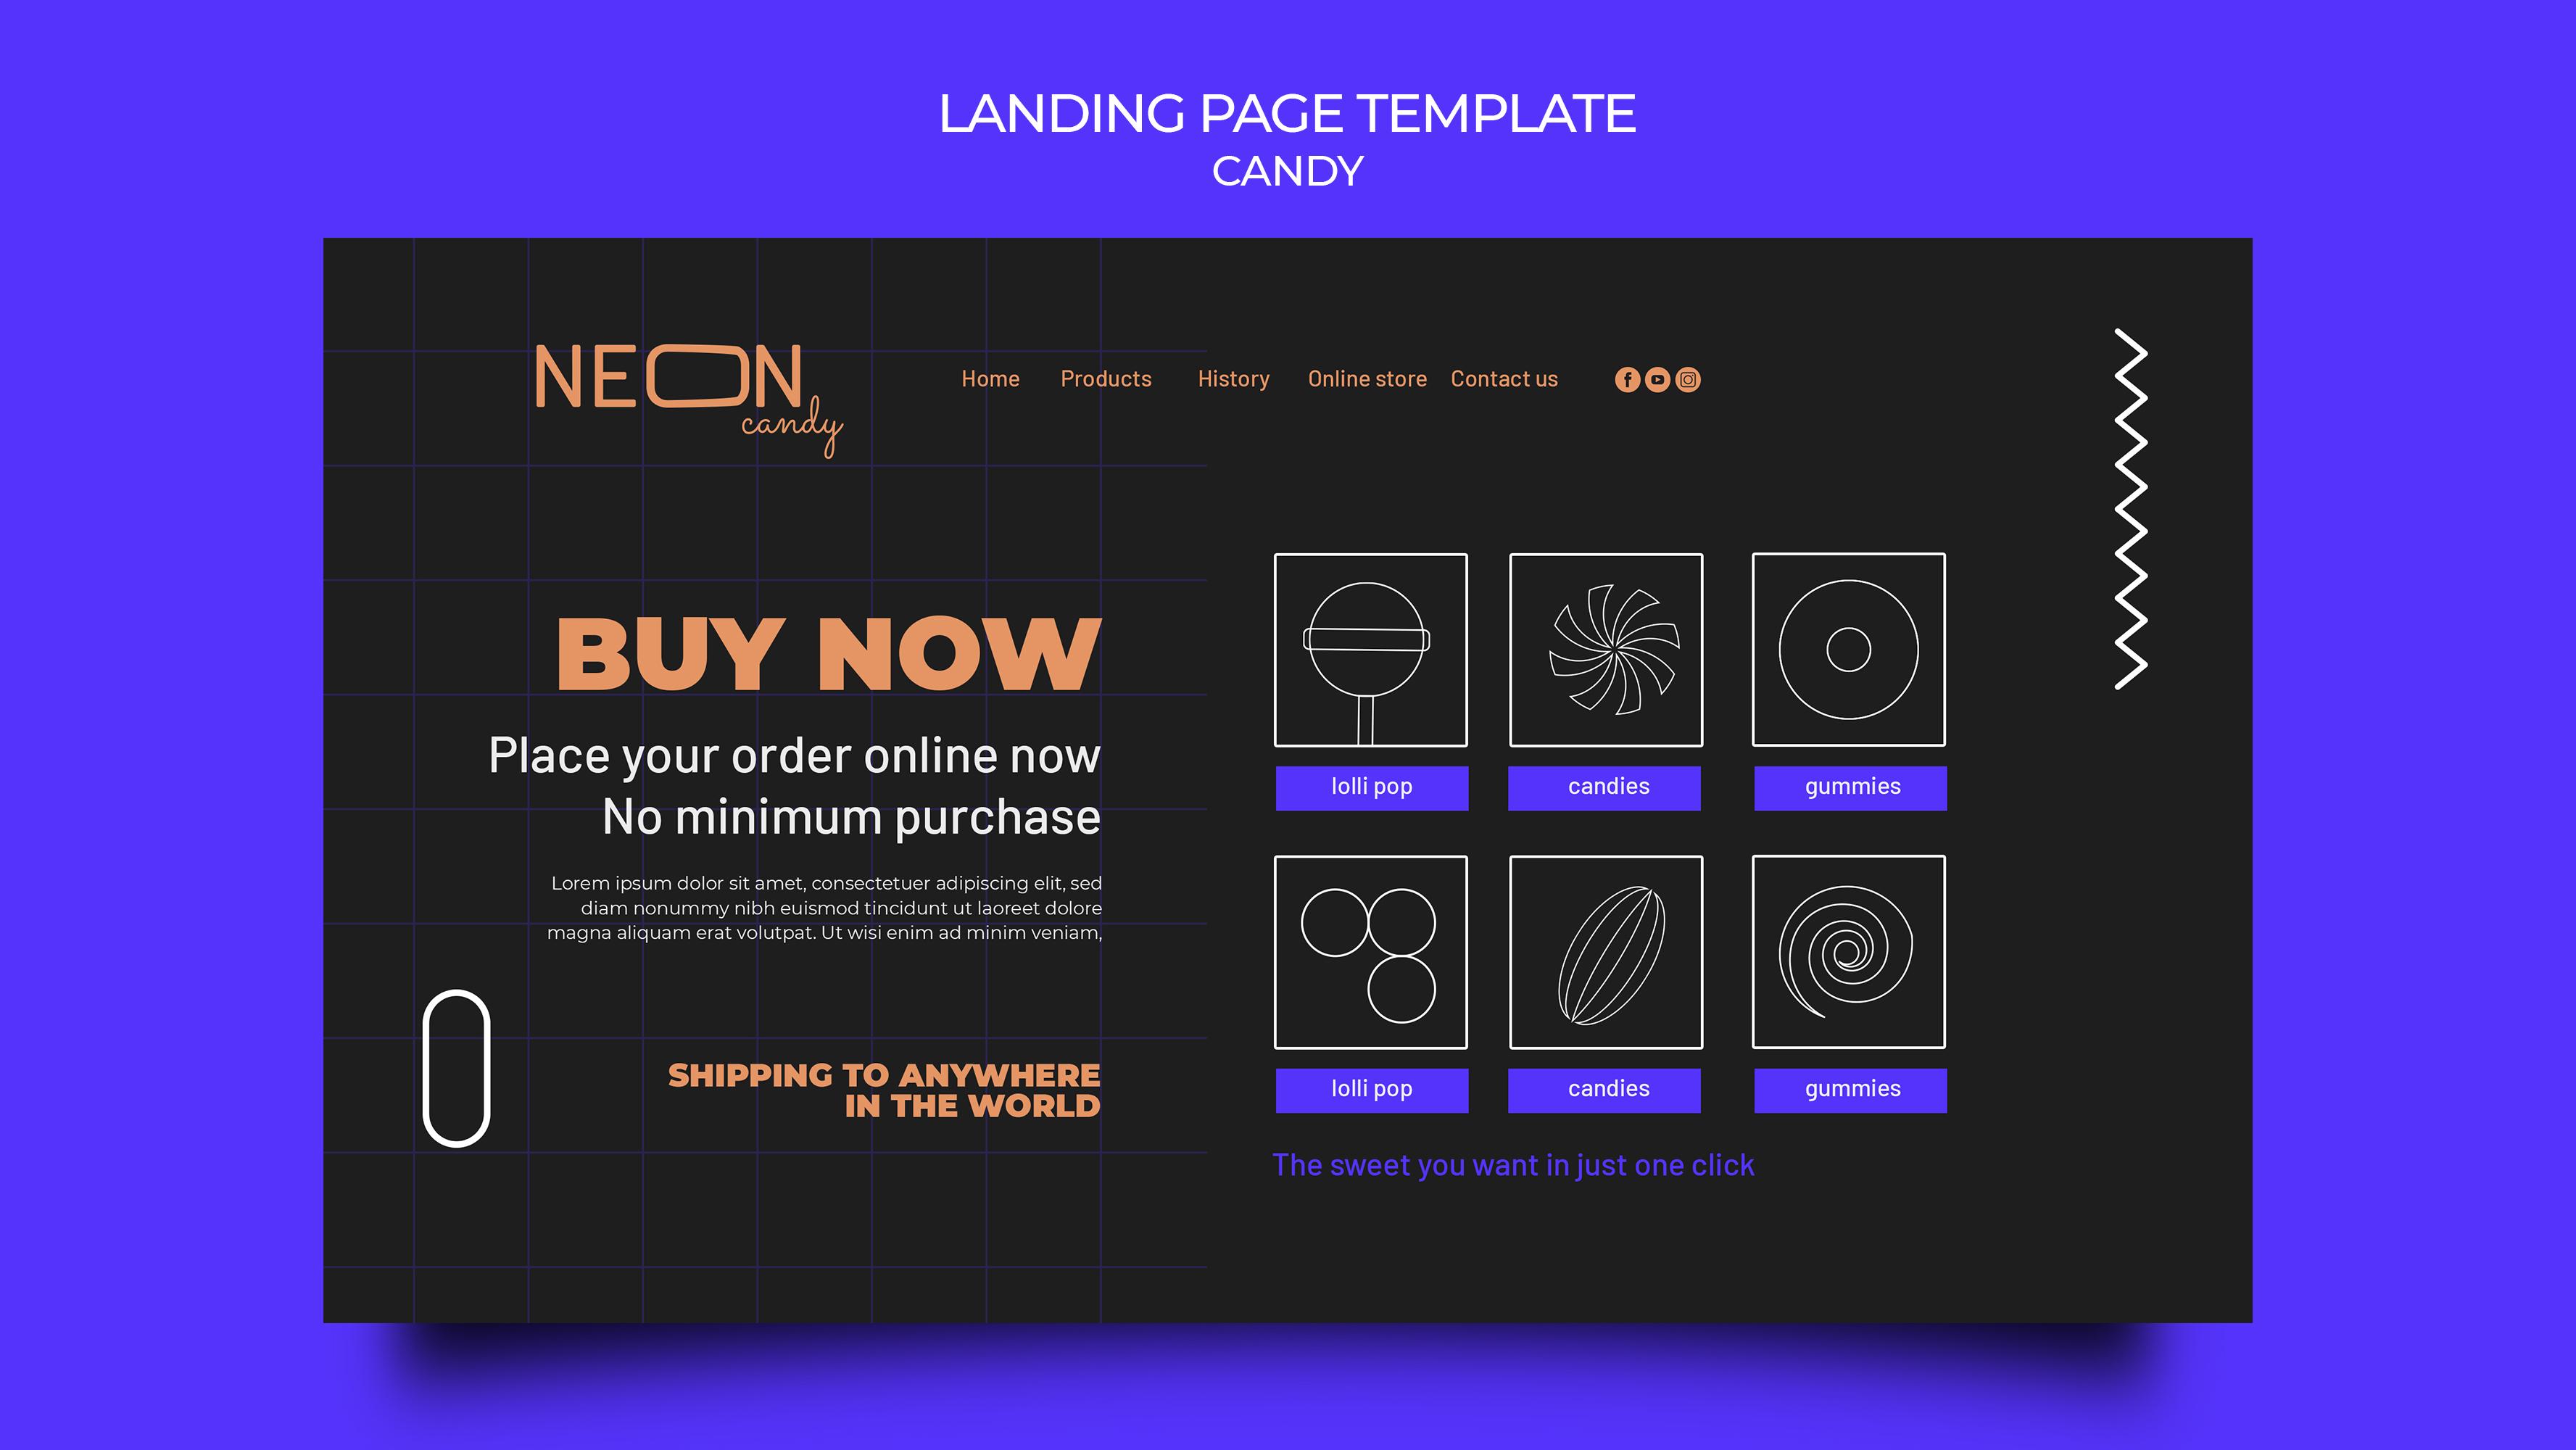 LANDING PAGE TEMPLATE
CANDY
NEON
candy
Home Products History Online store Contact us
BUY NOW
Place your order online now
No minimum purchase
Lorem ipsum dolor sit amet, consectetuer adipiscing elit, sed
diam nonummy nibh euismod tincidunt ut laoreet dolore
magna aliquam erat volutpat. Ut wisi enim ad minim veniam,
SHIPPING TO ANYWHERE
IN THE WORLD
lolli pop candies gummies
lolli pop candies gummies
The sweet you want in just one click